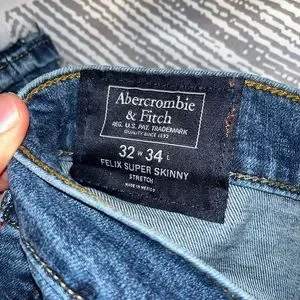 Abercrombie
& Fitch
REG. U.S. PAT. TRADEMARK
QUALITY SINCE 1892
32 W 34 L
FELIX SUPER SKINNY
STRETCH
MADE IN MEXICO